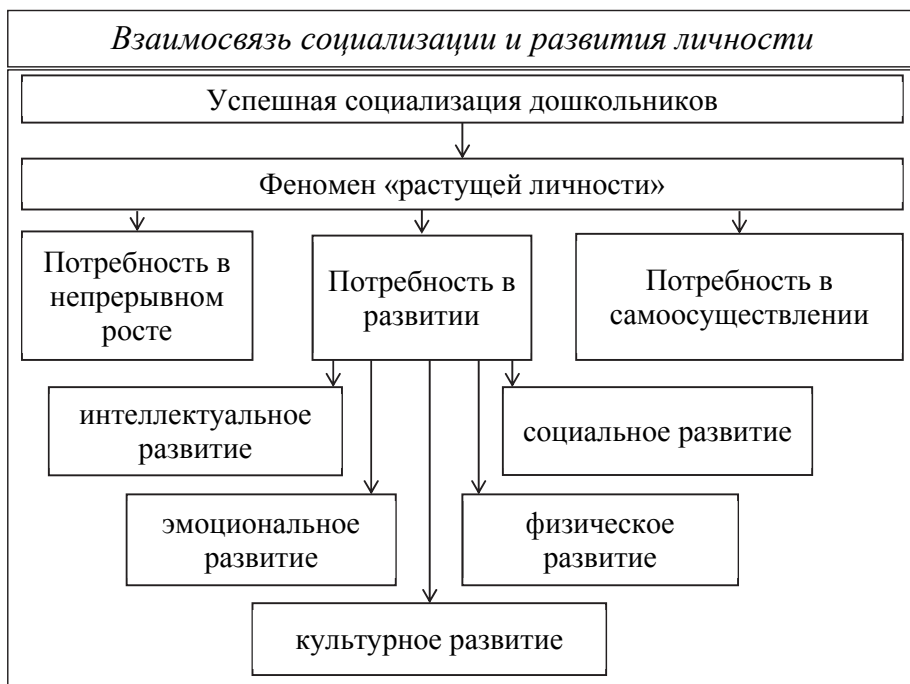 Взаимосвязь социализации и развития личности
Успешная социализация дошкольников
Феномен «растущей личности»
Потребность в
непрерывном
росте
Потребность в
развитии
Потребность в
самоосуществлении
интеллектуальное
развитие
социальное развитие
эмоциональное
развитие
физическое
развитие
культурное развитие